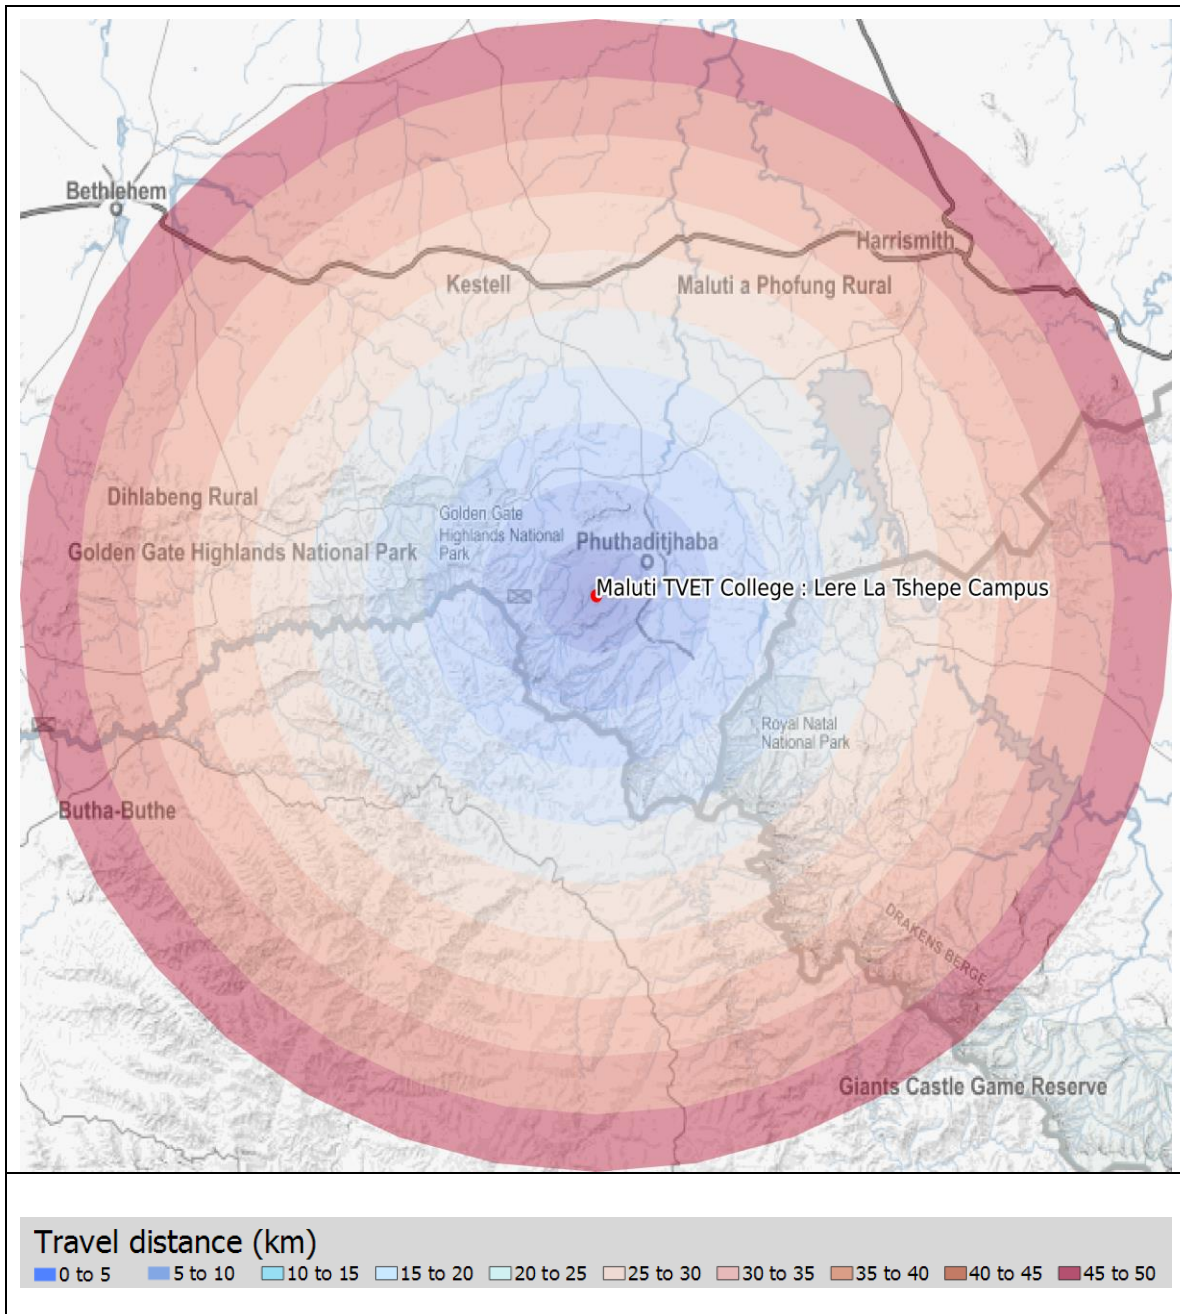 Bethlehem
Harrismith
Kestell
Maluti a Phofung Rural
Dihlabeng Rural
Golden Gate
Highlands National
Park
Golden Gate Highlands National Park
Phuthaditjhaba
Maluti TVET College : Lere La Tshepe Campus
Royal Natal
National Park
Butha-Buthe
DRAKENS BERGE
Giants Castle Game Reserve
Travel distance (km)
0 to 5 5 to 10 10 to 15 15 to 20 20 to 25 25 to 30 30 to 35 35 to 40 40 to 45 45 to 50